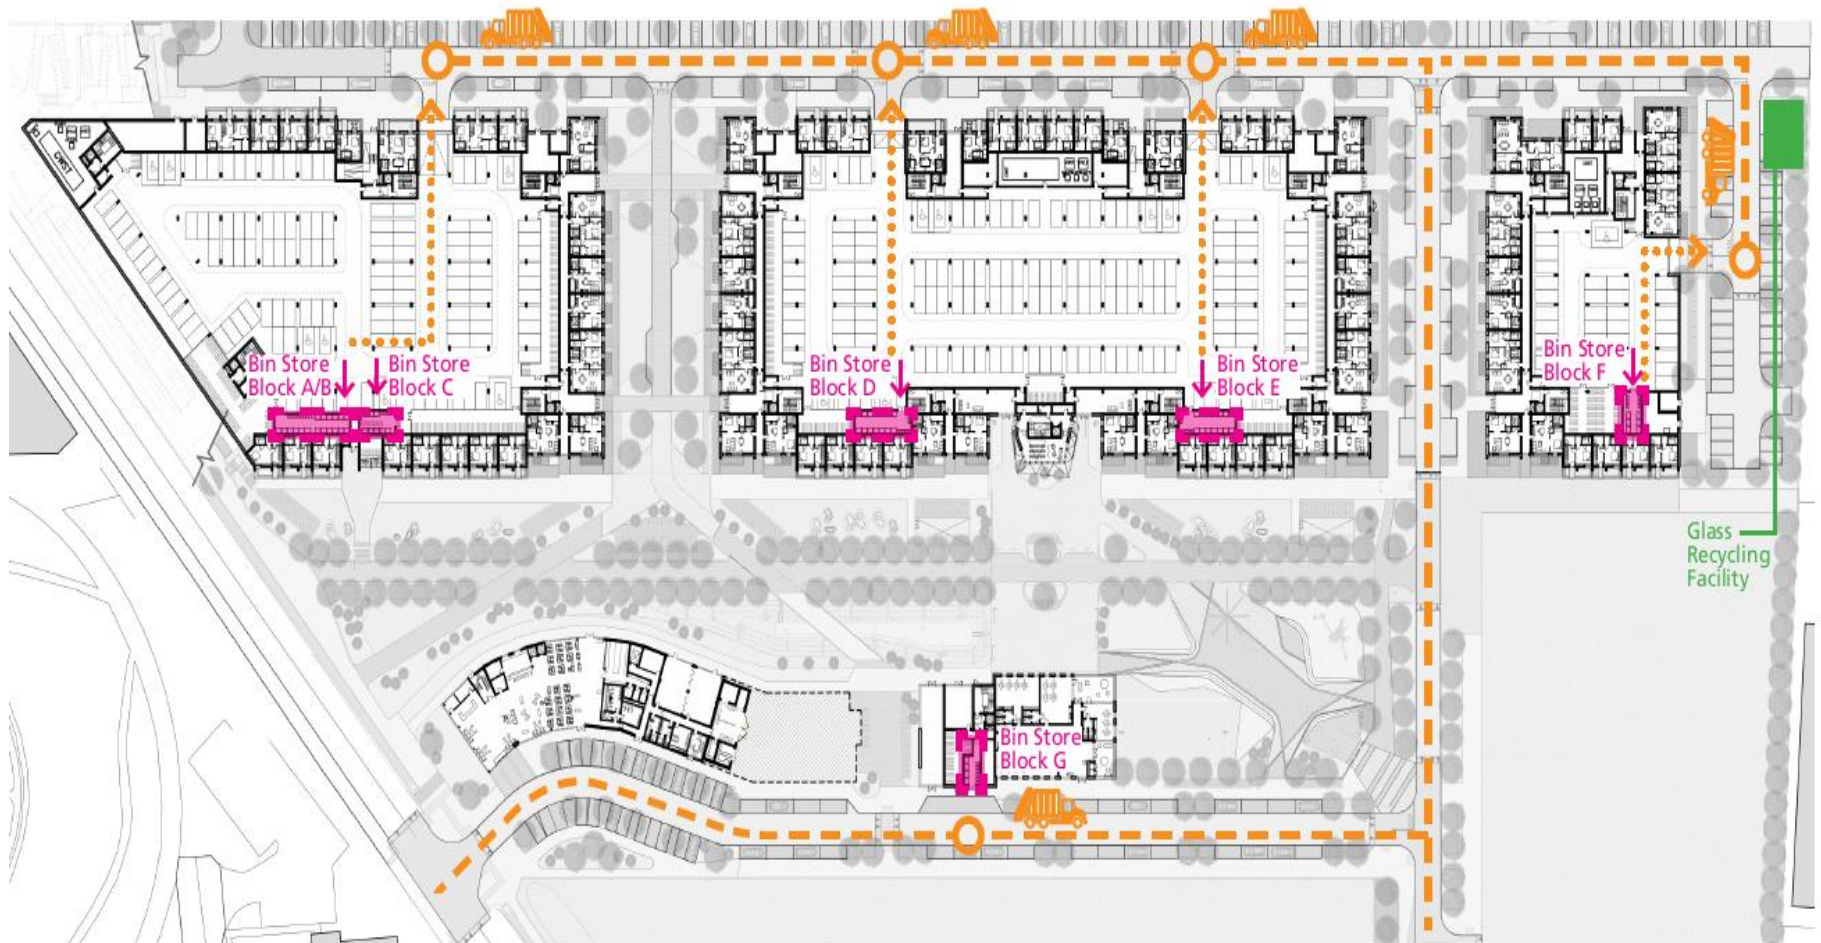 CWST
Bin Store
Block A/B
Bin Store
Block C
Bin Store
Block D
Bin Store
Block E
Bin Store
Block F
Glass
Recycling
Facility
Bin Store
Block G